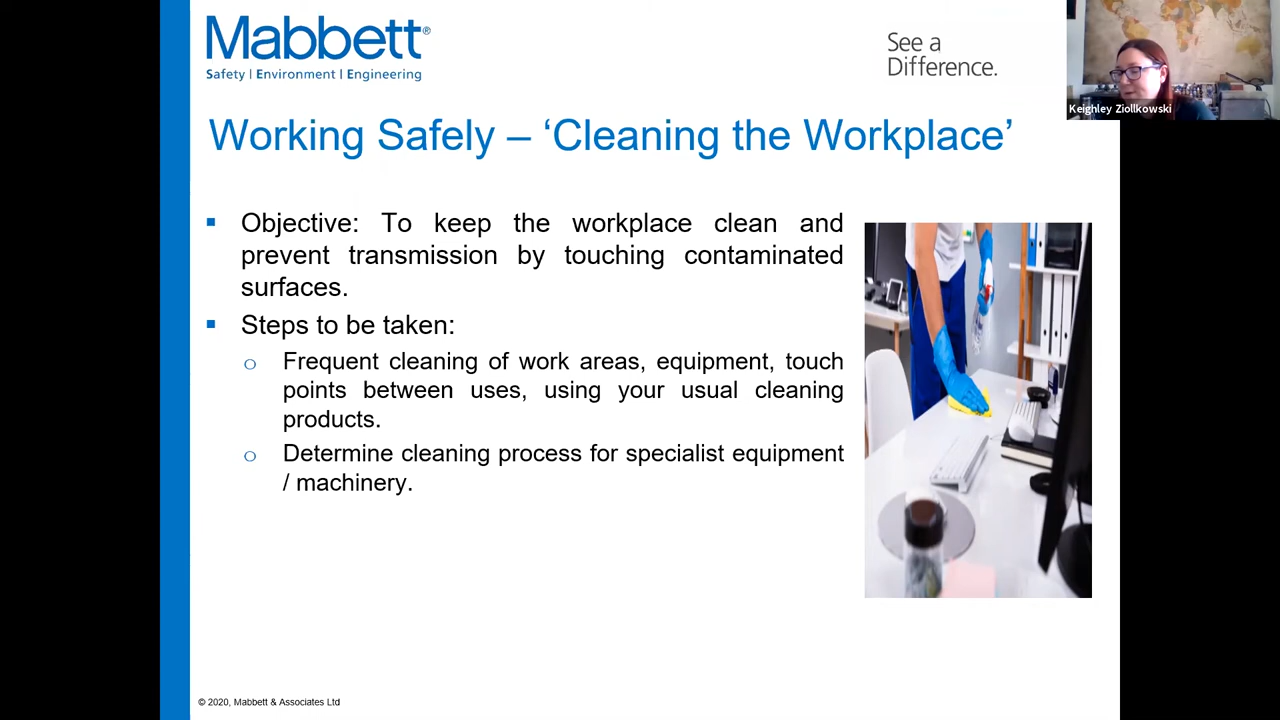 Mabbett®
Safety | Environment | Engineering
See a
Difference.
Keighley Ziollkowski
Working Safely – ‘Cleaning the Workplace’
Objective: To keep the workplace clean and
prevent transmission by touching contaminated
surfaces.
Steps to be taken:
Frequent cleaning of work areas, equipment, touch
points between uses, using your usual cleaning
products.
Determine cleaning process for specialist equipment
/ machinery.
© 2020, Mabbett & Associates Ltd